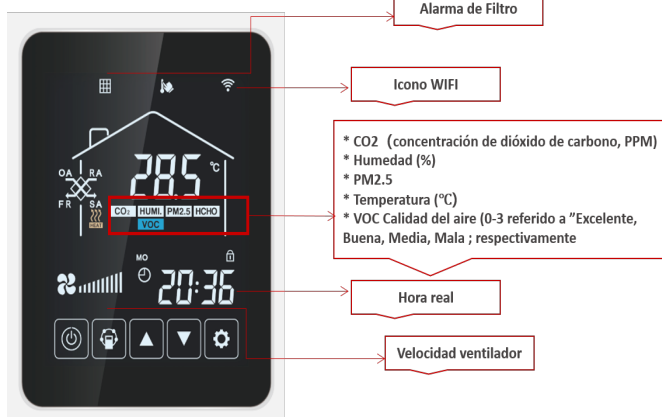 Alarma de Filtro
Icono WIFI
* CO2 (concentración de dióxido de carbono, PPM)
* Humedad (%)
* PM2.5
* Temperatura (℃)
* VOC Calidad del aire (0-3 referido a "Excelente,
Buena, Media, Mala ; respectivamente
Hora real
Velocidad ventilador
28.5 ℃
OA RA
FR SA
HEAT
CO₂ HUMI. PM2.5 HCHO
VOC
MO
20:36